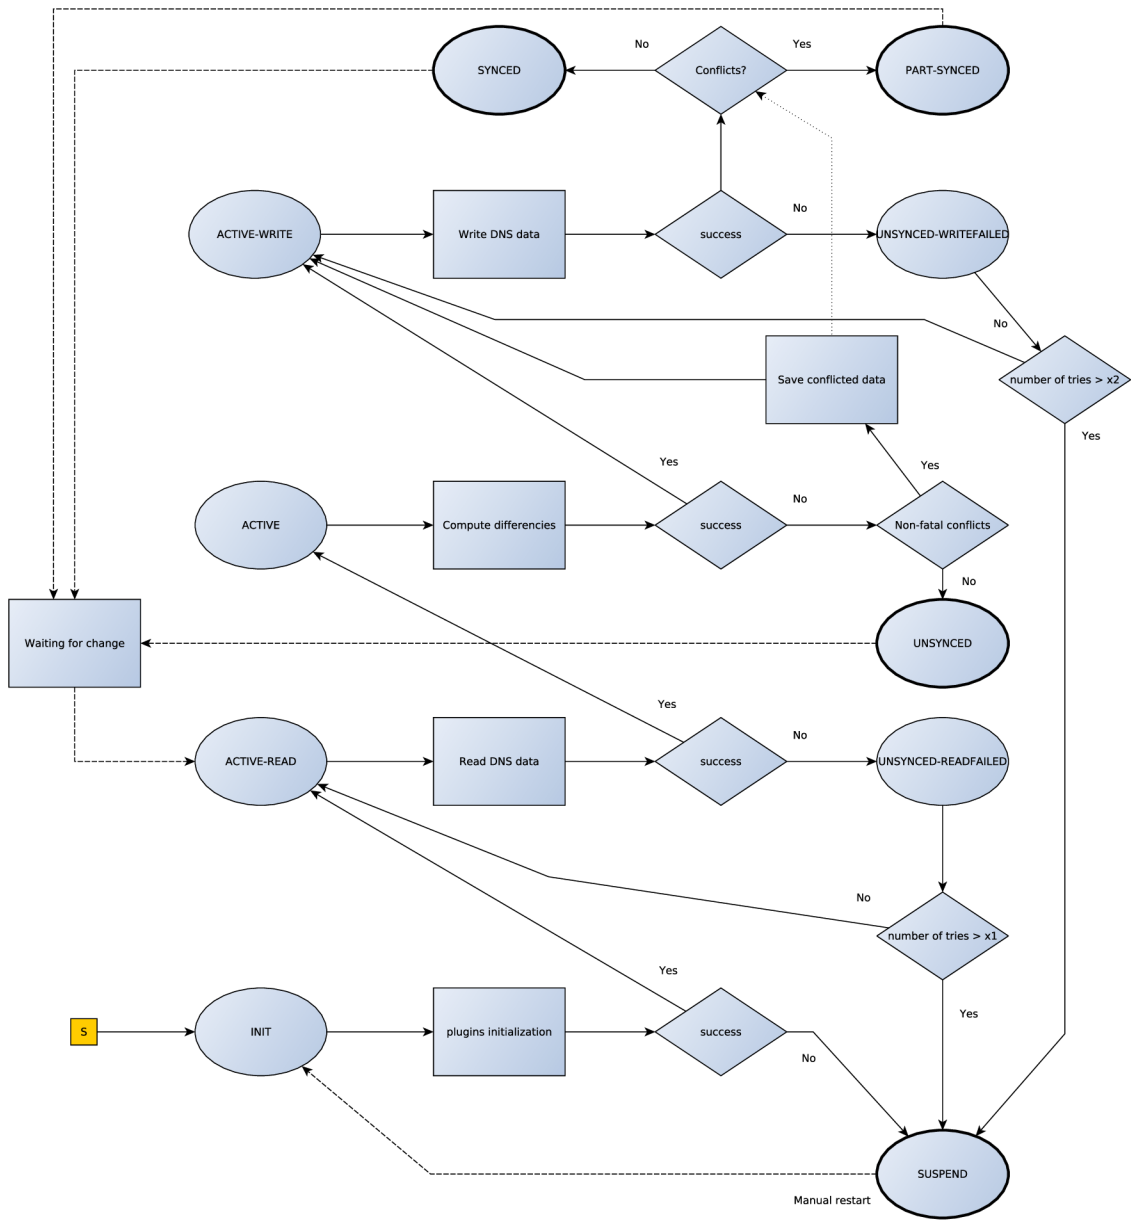 No
Yes
SYNCED
Conflicts?
PART-SYNCED
No
ACTIVE-WRITE
Write DNS data
success
UNSYNCED-WRITEFAILED
No
Save conflicted data
number of tries > x2
Yes
Yes
Yes
No
ACTIVE
Compute differencies
success
Non-fatal conflicts
No
Waiting for change
UNSYNCED
Yes
No
ACTIVE-READ
Read DNS data
success
UNSYNCED-READFAILED
No
number of tries > x1
Yes
Yes
S
INIT
plugins initialization
success
No
SUSPEND
Manual restart